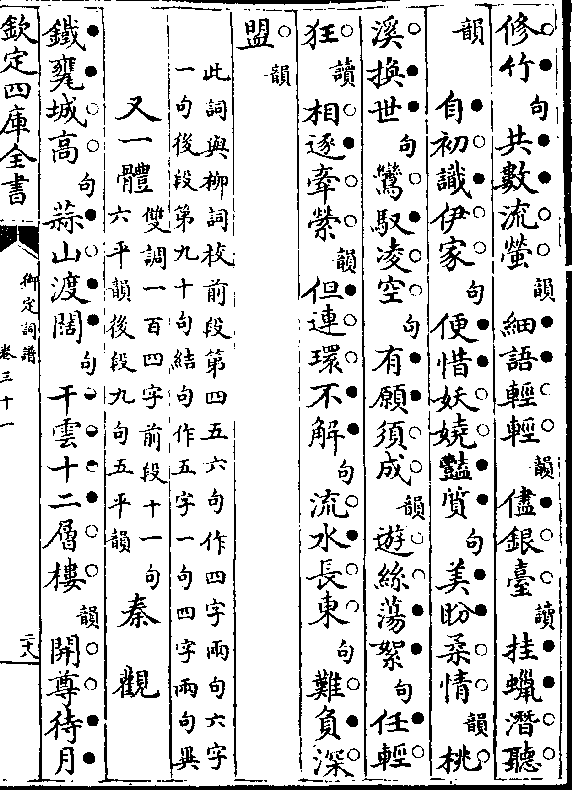 修竹句共數流螢韻細語輕輕韻儘銀臺讀挂蠟潛聽
韻自初識伊家句便惜妖嬈豔質句美盼柔情韻桃
溪換世句鸞馭凌空句有願須成韻遊絲蕩絮句任輕
狂讀相逐牽縈韻但連環不解句流水長東句難負深
盟韻
此詞與柳詞校前段第四五六句作四字兩句六字
一句後段第九十句結句作五字一句四字兩句異
又一體雙調一百四字前段十一句
六平韻後段九句五平韻秦觀
鐵甕城高句蒜山渡闊句干雲十二層樓韻開尊待月
欽定四庫全書
御定詞譜
卷三十一